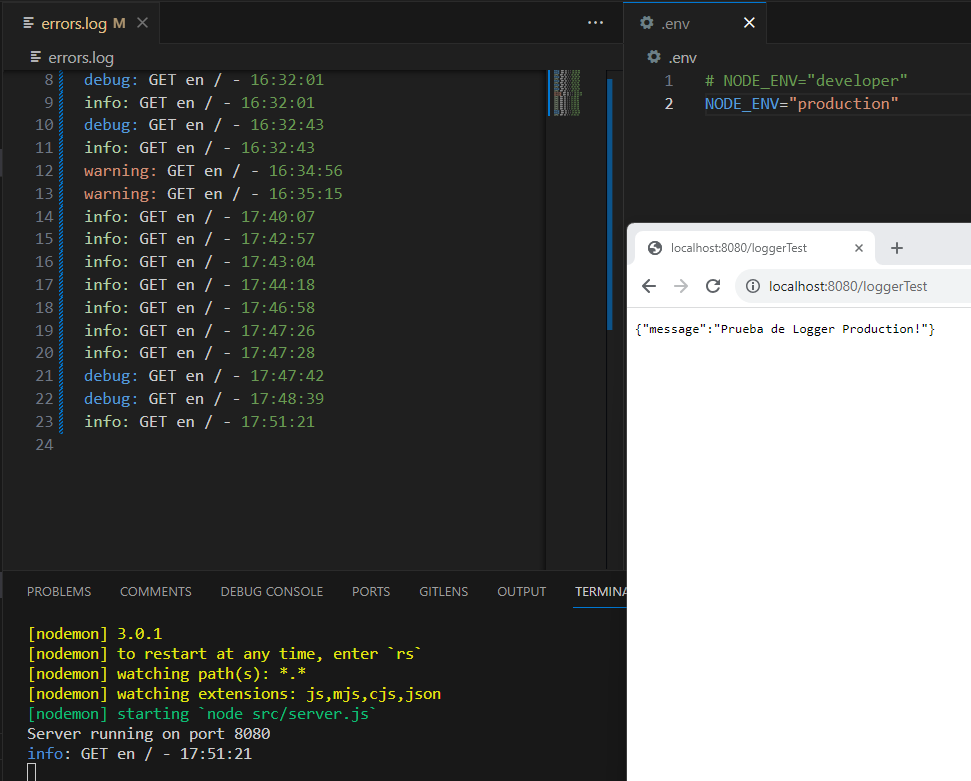 errors.log M
errors.log
8 debug: GET en / - 16:32:01
9 info: GET en / - 16:32:01
10 debug: GET en / - 16:32:43
11 info: GET en / - 16:32:43
12 warning: GET en / - 16:34:56
13 warning: GET en / - 16:35:15
14 info: GET en / - 17:40:07
15 info: GET en / - 17:42:57
16 info: GET en / - 17:43:04
17 info: GET en / - 17:44:18
18 info: GET en / - 17:46:58
19 info: GET en / - 17:47:26
20 info: GET en / - 17:47:28
21 debug: GET en / - 17:47:42
22 debug: GET en / - 17:48:39
23 info: GET en / - 17:51:21
24
.env
.env
1 # NODE_ENV="developer"
2 NODE_ENV="production"
localhost:8080/loggerTest
localhost:8080/loggerTest
{"message":"Prueba de Logger Production!"}
PROBLEMS COMMENTS DEBUG CONSOLE PORTS GITLENS OUTPUT TERMINA
[nodemon] 3.0.1
[nodemon] to restart at any time, enter `rs`
[nodemon] watching path(s): *.*
[nodemon] watching extensions: js,mjs,cjs,json
[nodemon] starting `node src/server.js`
Server running on port 8080
info: GET en / - 17:51:21